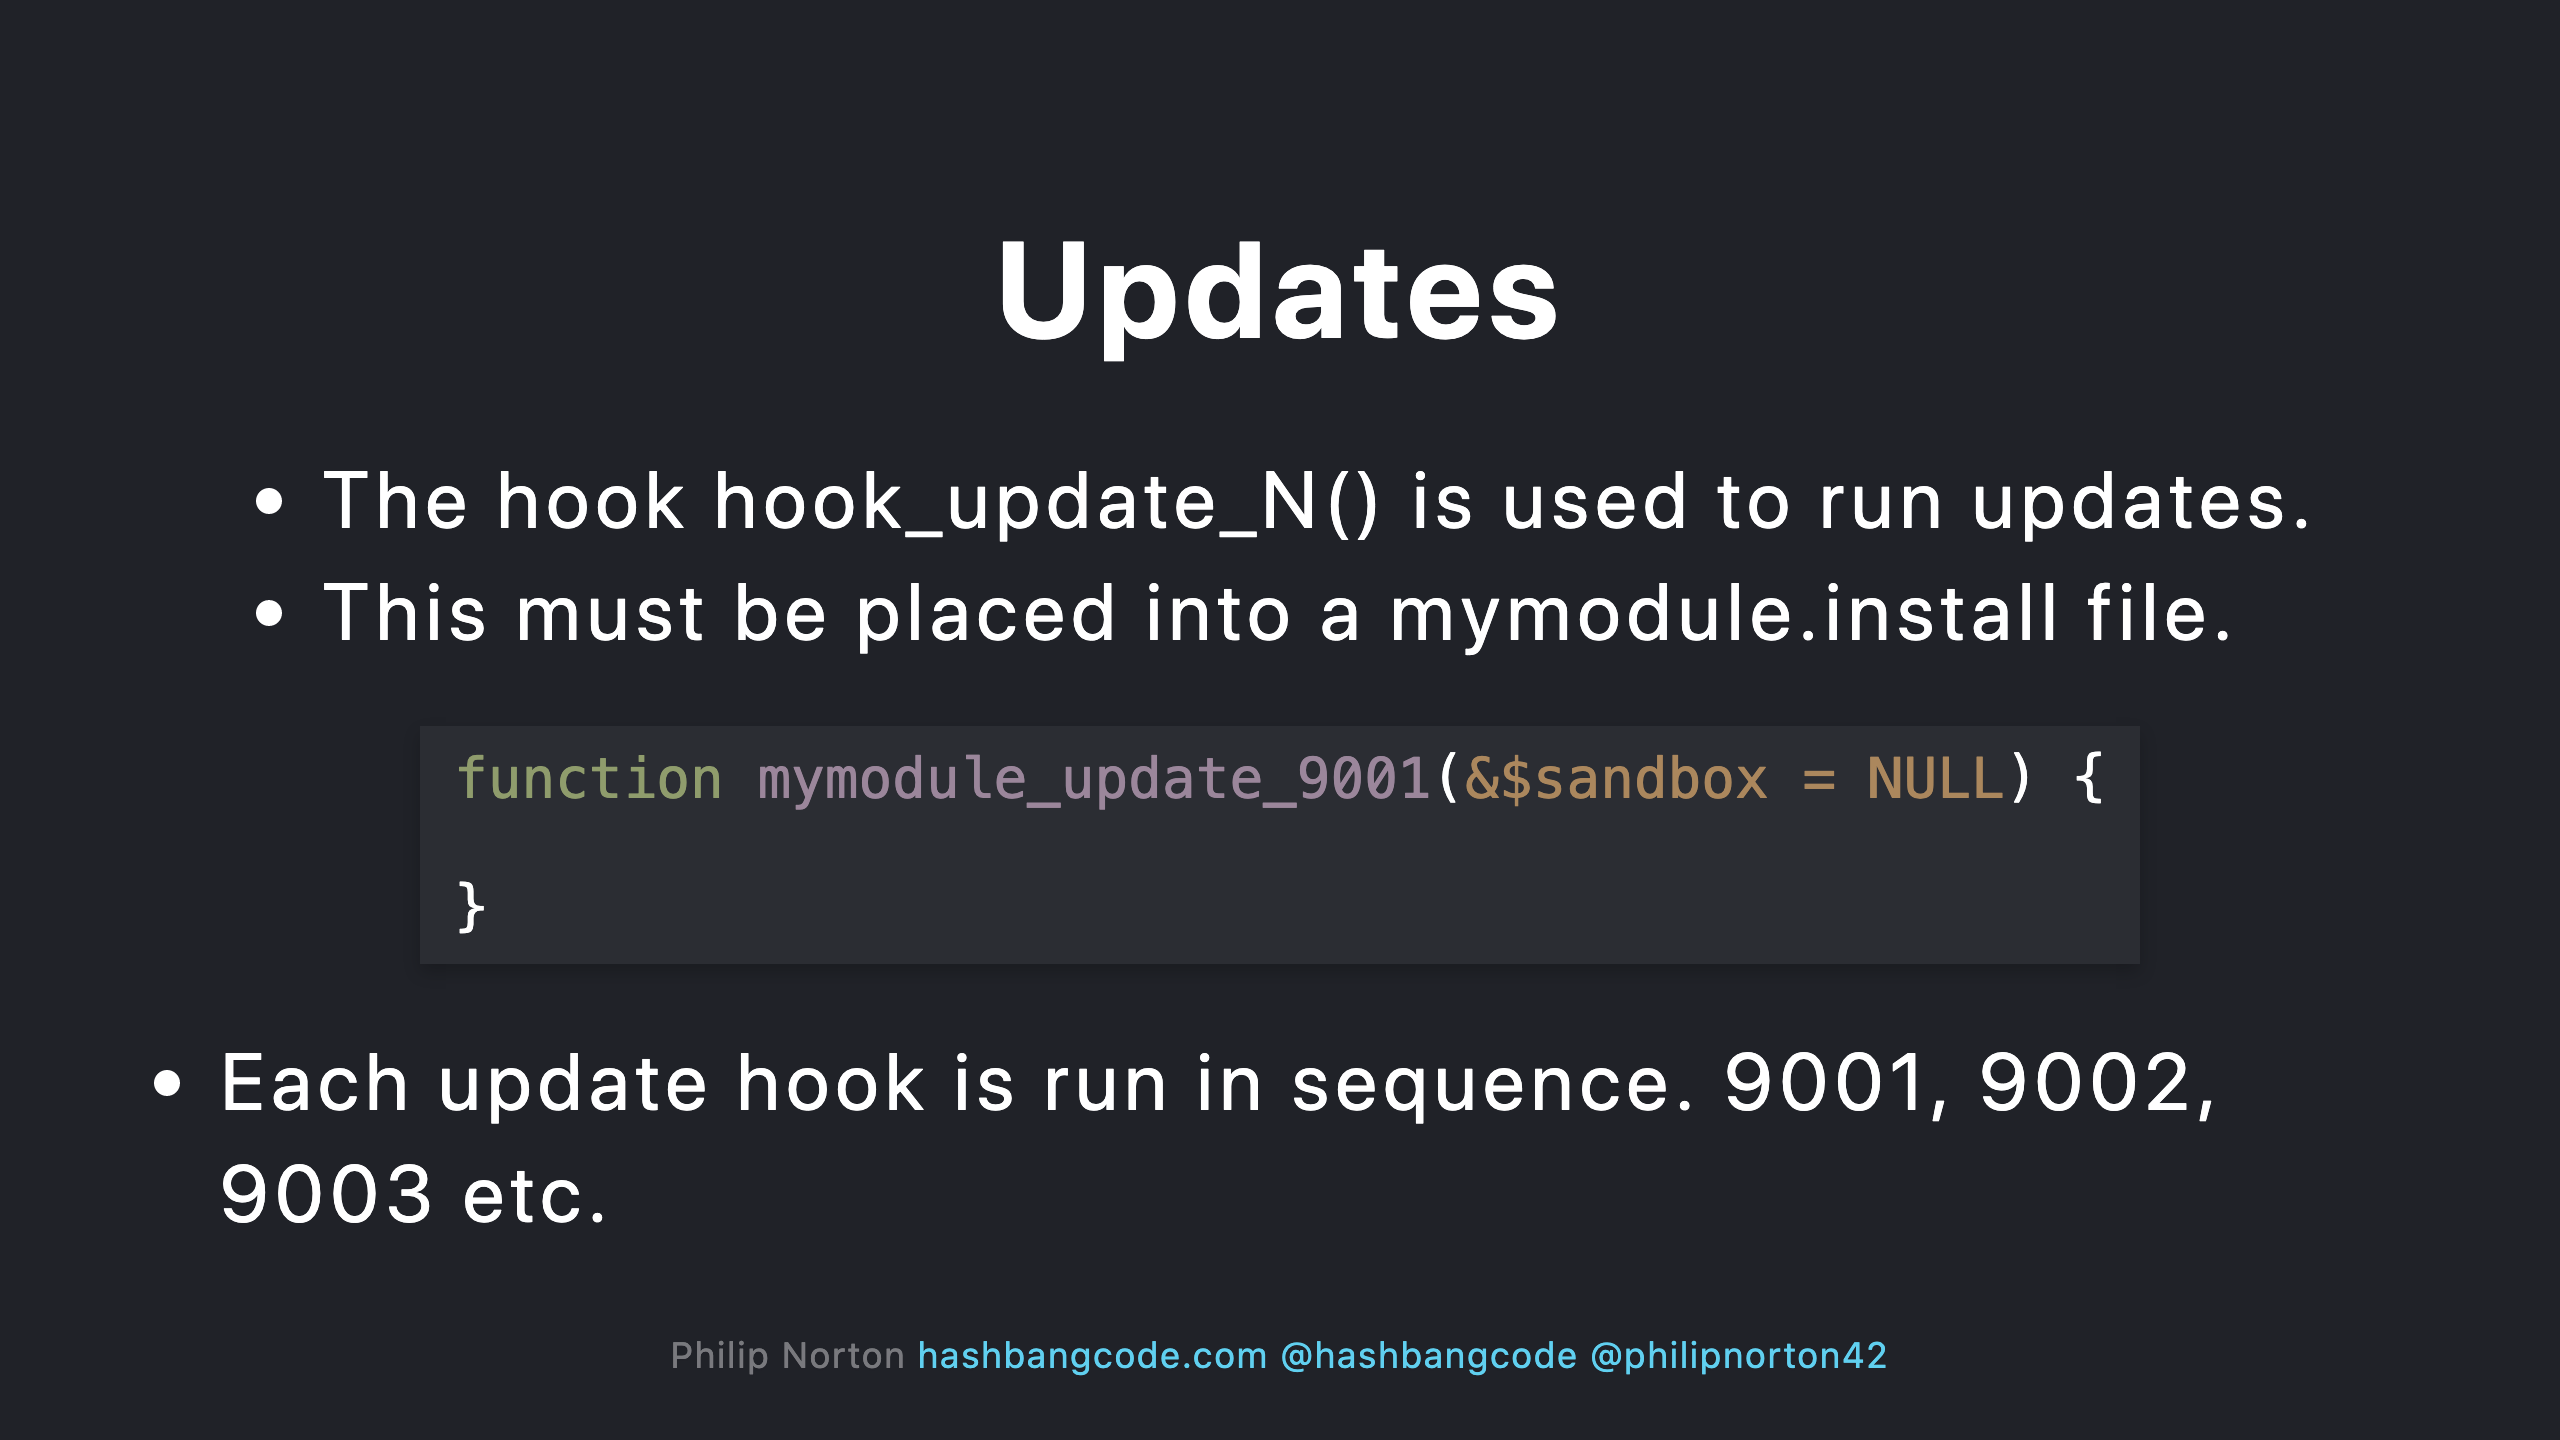 Updates
• The hook hook_update_N() is used to run updates.
• This must be placed into a mymodule.install file.
function mymodule_update_9001(&$sandbox = NULL) {
}
• Each update hook is run in sequence. 9001, 9002,
9003 etc.
Philip Norton hashbangcode.com @hashbangcode @philipnorton42